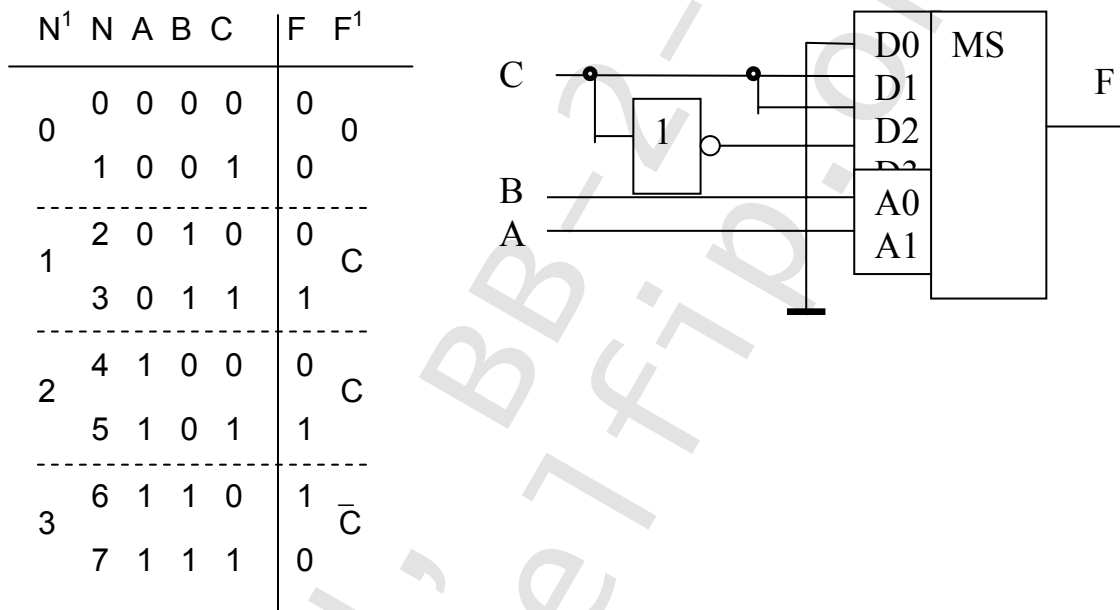 N¹ N A B C F F¹
0 0 0 0 0
0 0
1 0 0 1 0
2 0 1 0 0
1 C
3 0 1 1 1
4 1 0 0 0
2 C
5 1 0 1 1
6 1 1 0 1
3 C̅
7 1 1 1 0
C
B
A
1
D0
D1
D2
D3
A0
A1
MS
F